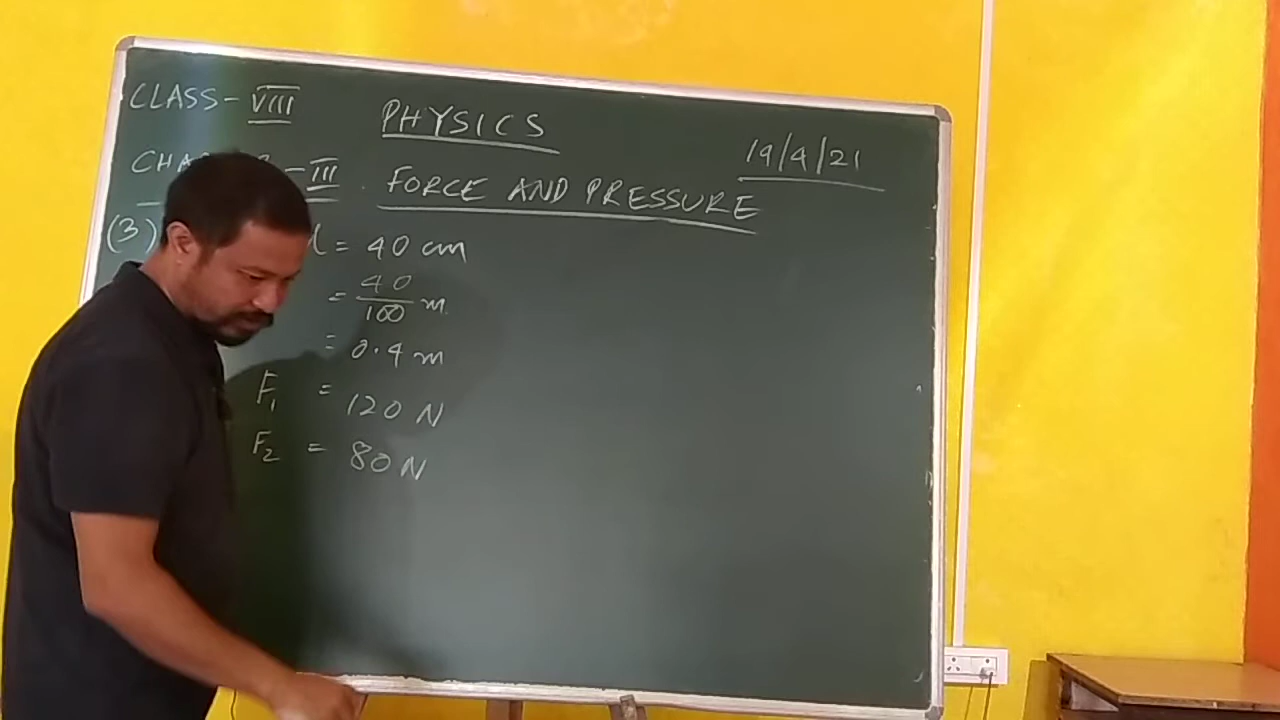 CLASS - VIII
PHYSICS
19/4/21
- III
FORCE AND PRESSURE
(3) l = 40 cm
= 40/100 m
= 0.4 m
F₁ = 120 N
F₂ = 80 N